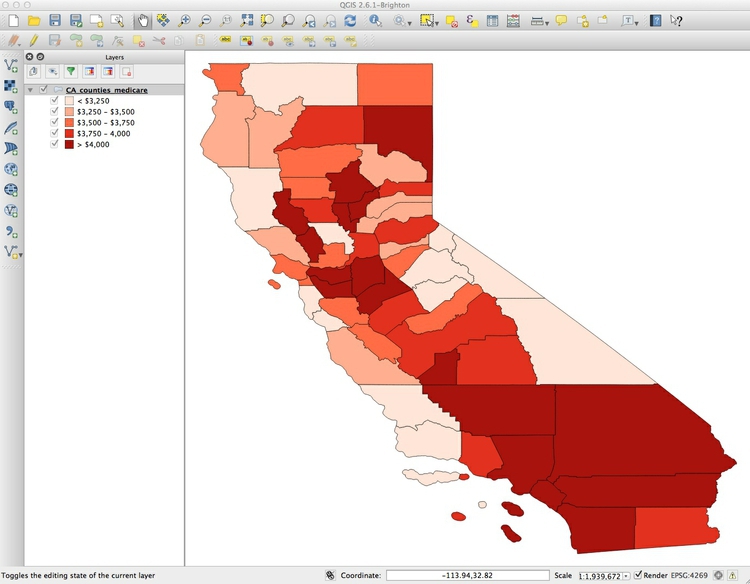 QGIS 2.6.1-Brighton
Layers
CA_counties_medicare
< $3,250
$3,250 - $3,500
$3,500 - $3,750
$3,750 - 4,000
> $4,000
Toggles the editing state of the current layer
Coordinate:
-113.94,32.82
Scale
1:1,939,672
Render
EPSG:4269